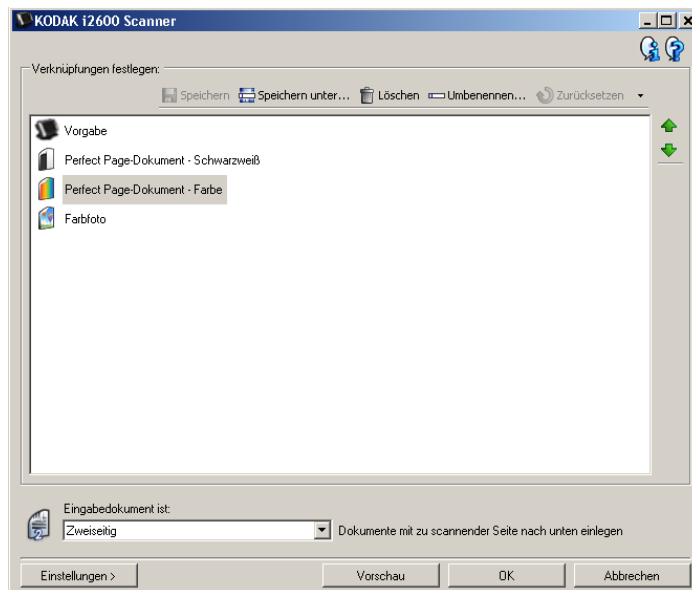 KODAK i2600 Scanner
Verknüpfungen festlegen:
Speichern Speichern unter... Löschen Umbenennen... Zurücksetzen
Vorgabe
Perfect Page-Dokument - Schwarzweiß
Perfect Page-Dokument - Farbe
Farbfoto
Eingabedokument ist:
Zweiseitig Dokumente mit zu scannender Seite nach unten einlegen
Einstellungen > Vorschau OK Abbrechen